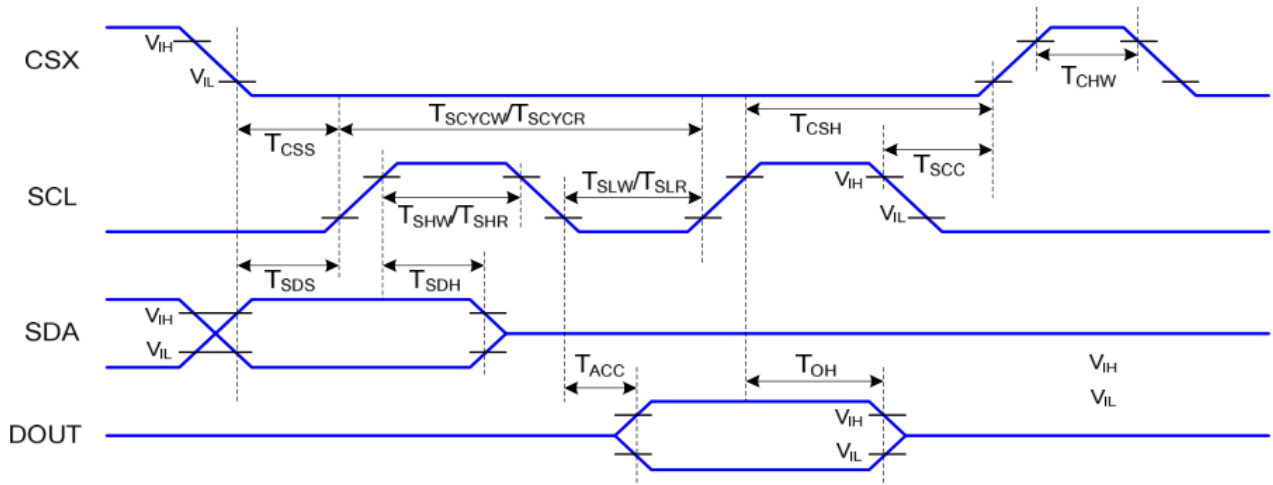 CSX
VIH
VIL
TCHW
TSCYCW/TSCYCR
TCSS
TCSH
TSCC
SCL
TSLW/TSLR
VIH
TSHW/TSHR
VIL
TSDS
TSDH
SDA
VIH
VIL
TACC
TOH
VIH
VIL
DOUT
VIH
VIL